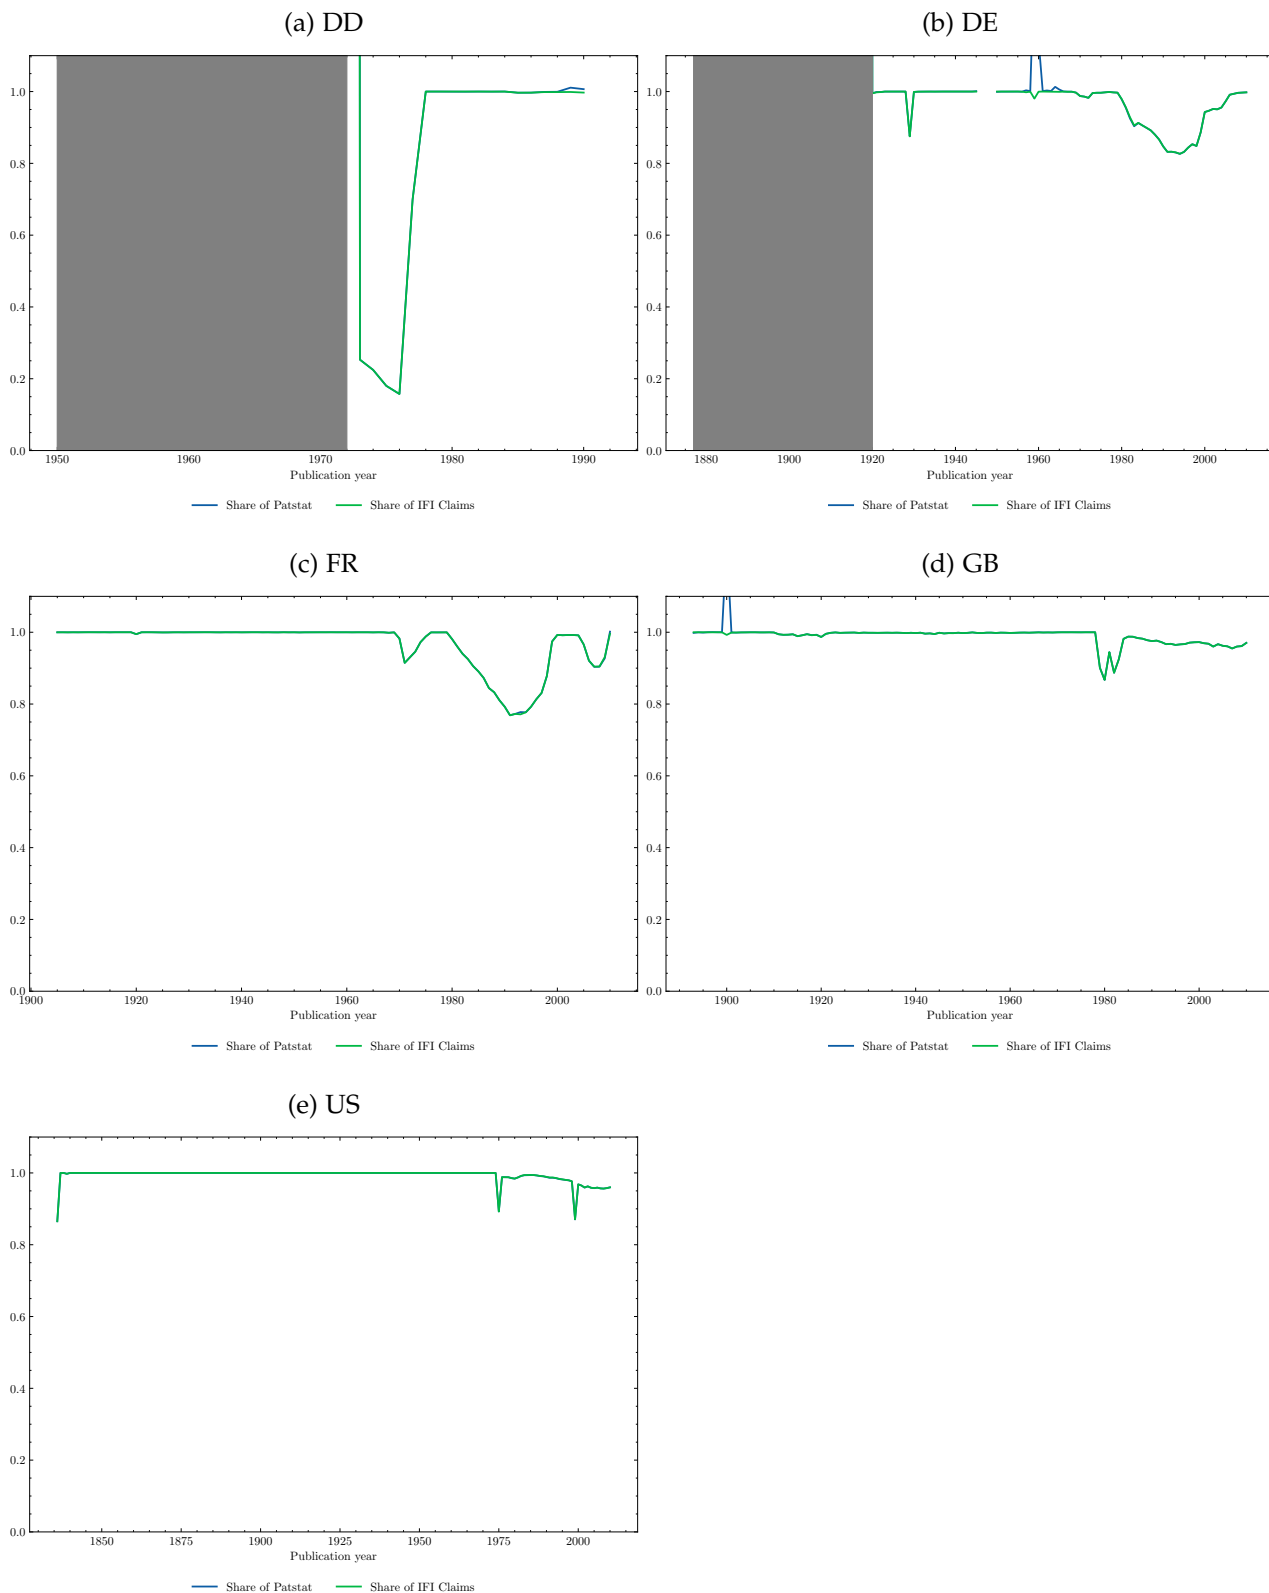 (a) DD
1.0
0.8
0.6
0.4
0.2
0.0
1950 1960 1970 1980 1990
Publication year
Share of Patstat Share of IFI Claims
(b) DE
1.0
0.8
0.6
0.4
0.2
0.0
1880 1900 1920 1940 1960 1980 2000
Publication year
Share of Patstat Share of IFI Claims
(c) FR
1.0
0.8
0.6
0.4
0.2
0.0
1900 1920 1940 1960 1980 2000
Publication year
Share of Patstat Share of IFI Claims
(d) GB
1.0
0.8
0.6
0.4
0.2
0.0
1900 1920 1940 1960 1980 2000
Publication year
Share of Patstat Share of IFI Claims
(e) US
1.0
0.8
0.6
0.4
0.2
0.0
1850 1875 1900 1925 1950 1975 2000
Publication year
Share of Patstat Share of IFI Claims